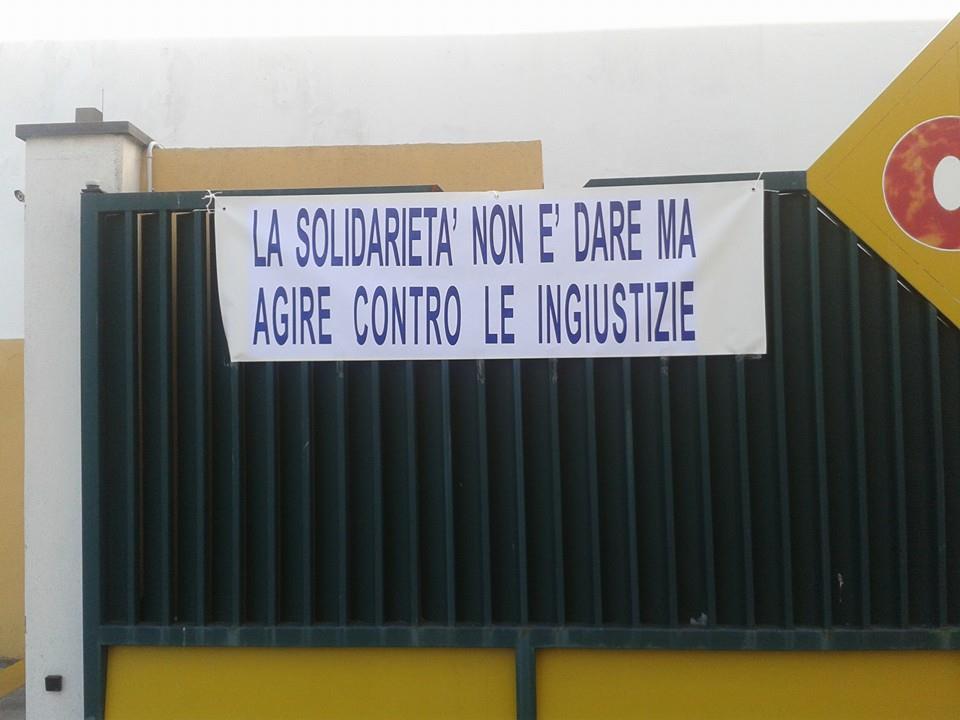 LA SOLIDARIETA' NON E' DARE MA
AGIRE CONTRO LE INGIUSTIZIE